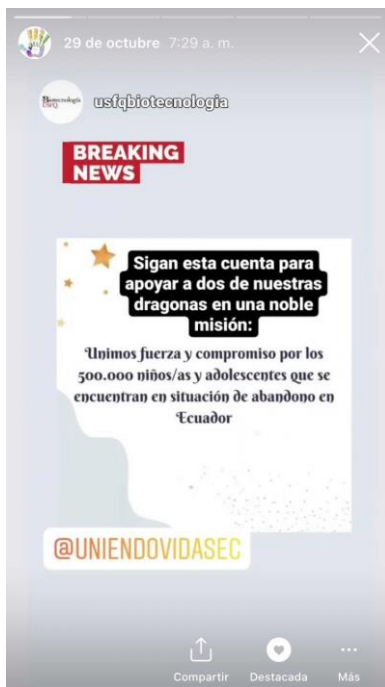 29 de octubre 7:29 a. m.
Biotecnología
USFQ
usfqbiotecnologia
BREAKING
NEWS
Sigan esta cuenta para
apoyar a dos de nuestras
dragonas en una noble
misión:
Unimos fuerza y compromiso por los
500.000 niños/as y adolescentes que se
encuentran en situación de abandono en
Ecuador
@UNIENDOVIDASEC
Compartir Destacada Más